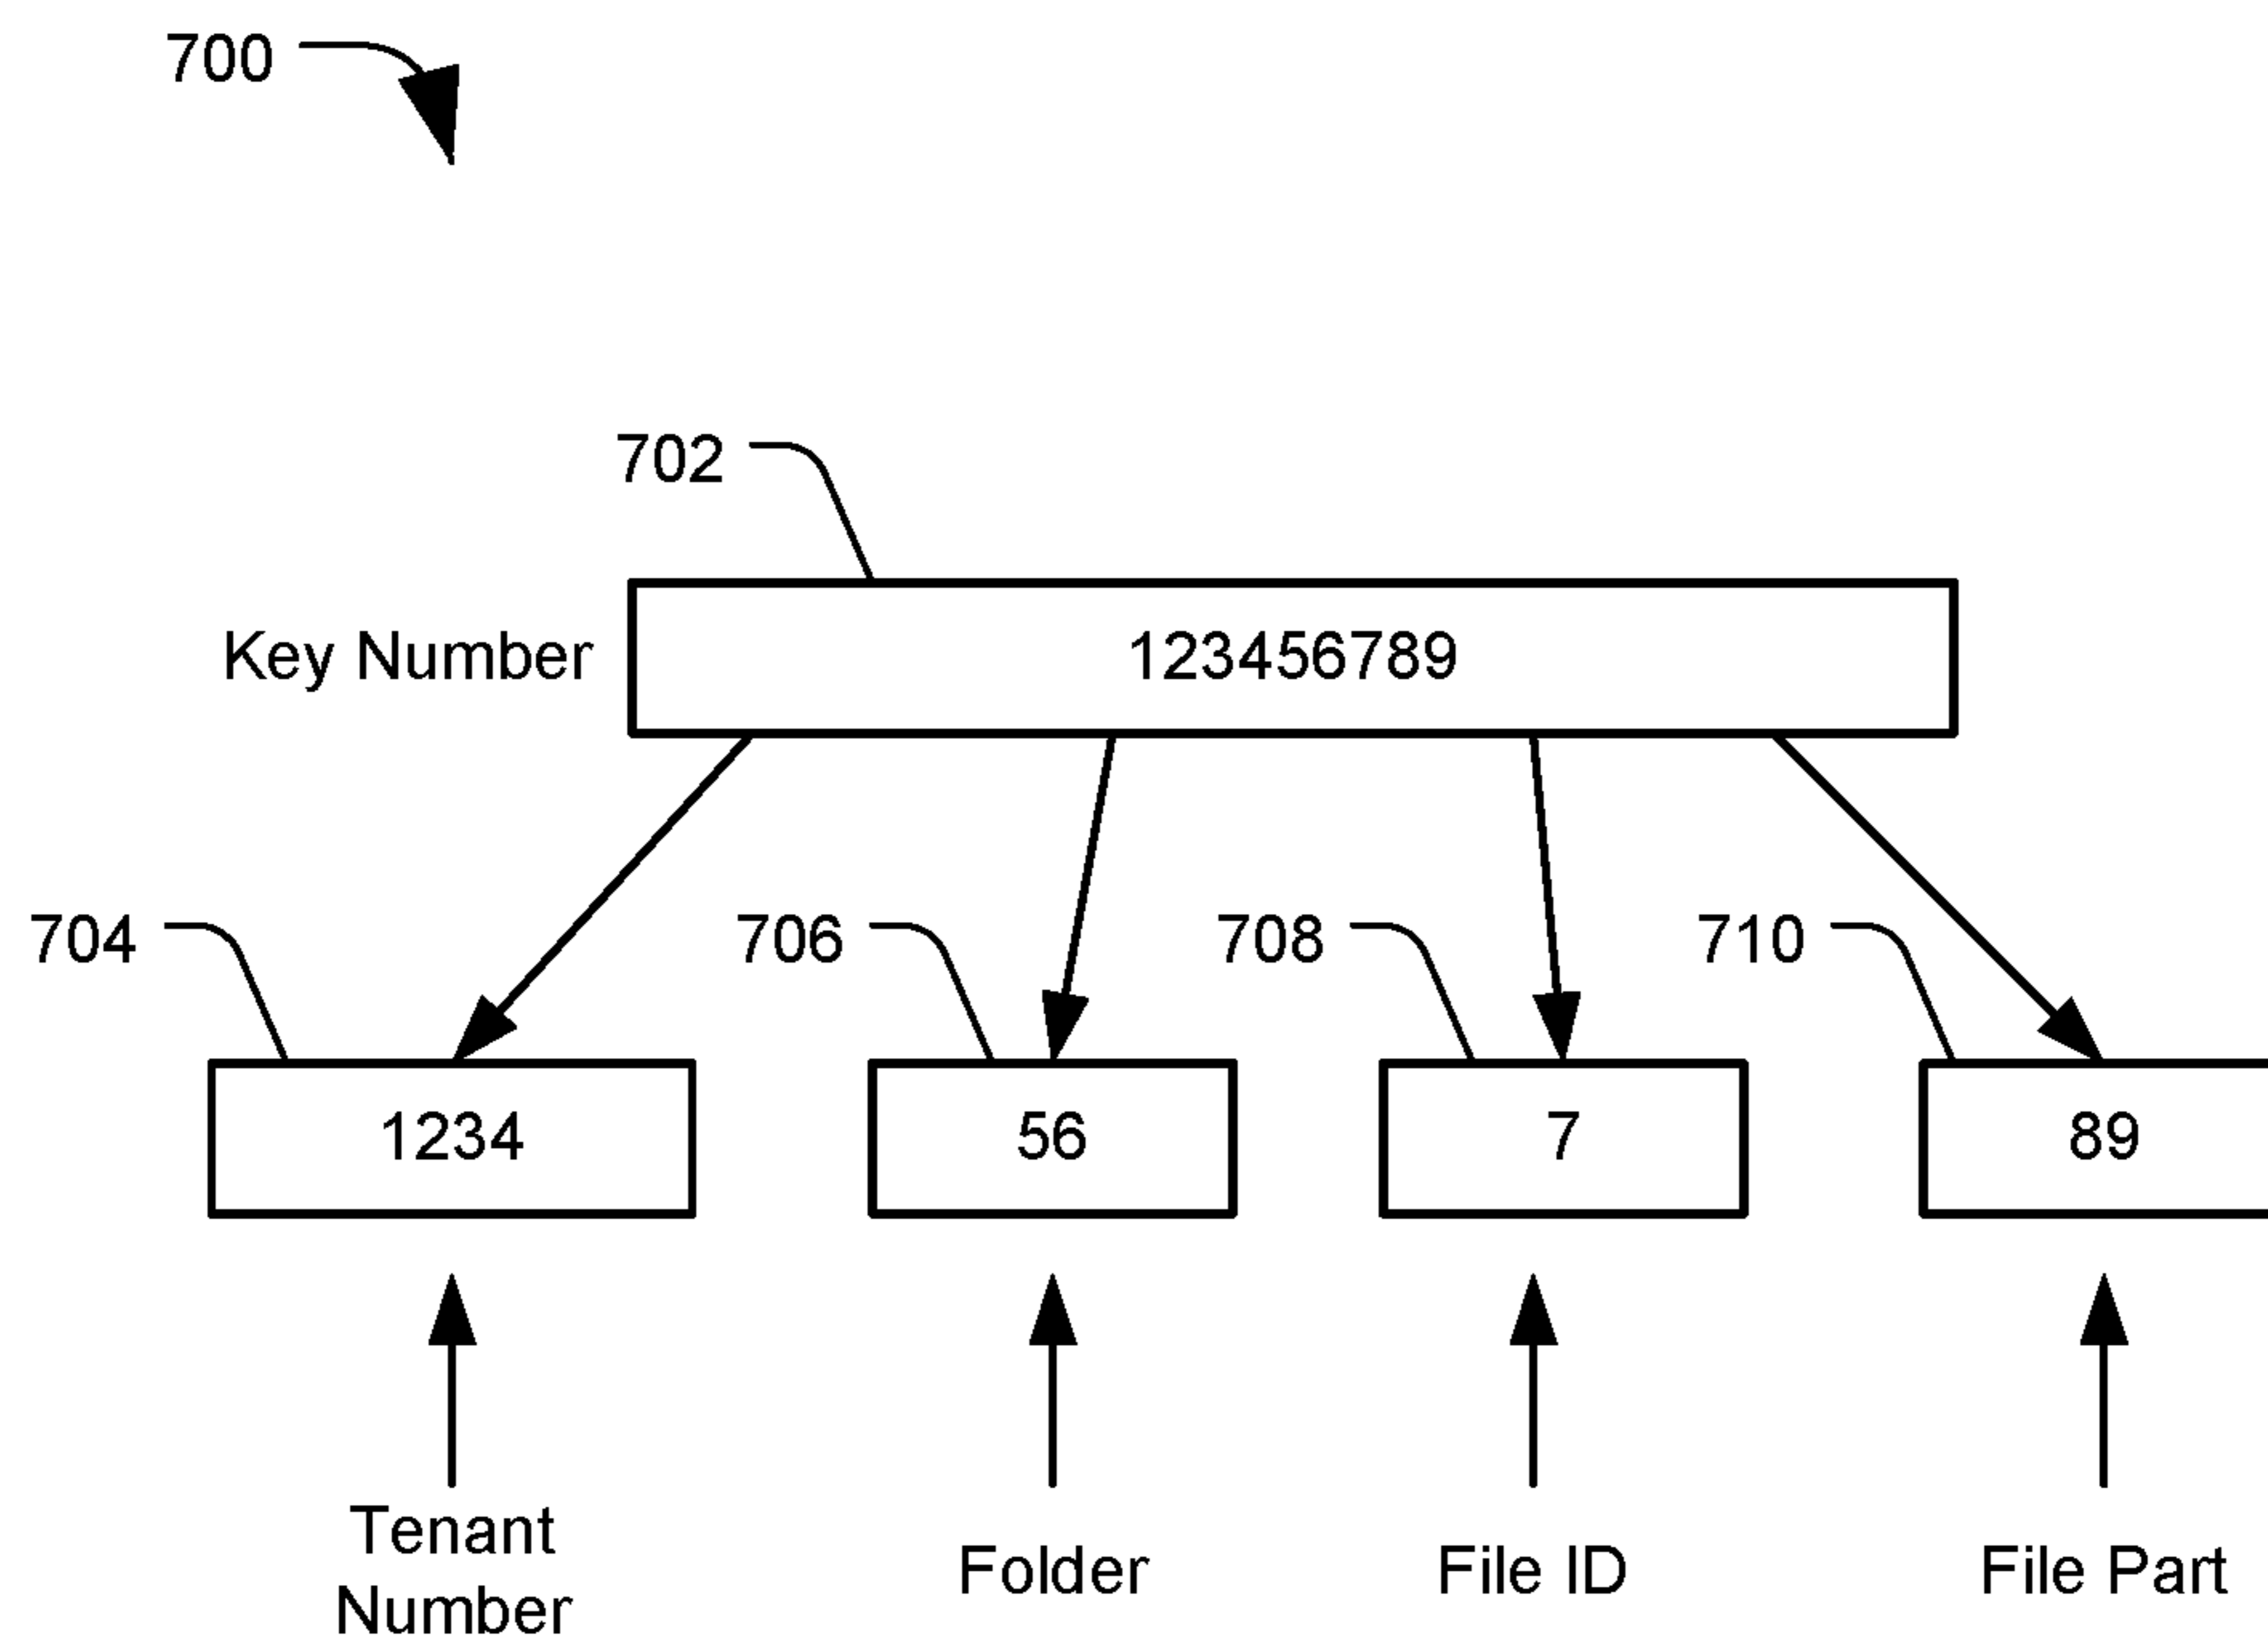 700
702
Key Number 123456789
704 706 708 710
1234 56 7 89
Tenant
Number
Folder
File ID
File Part